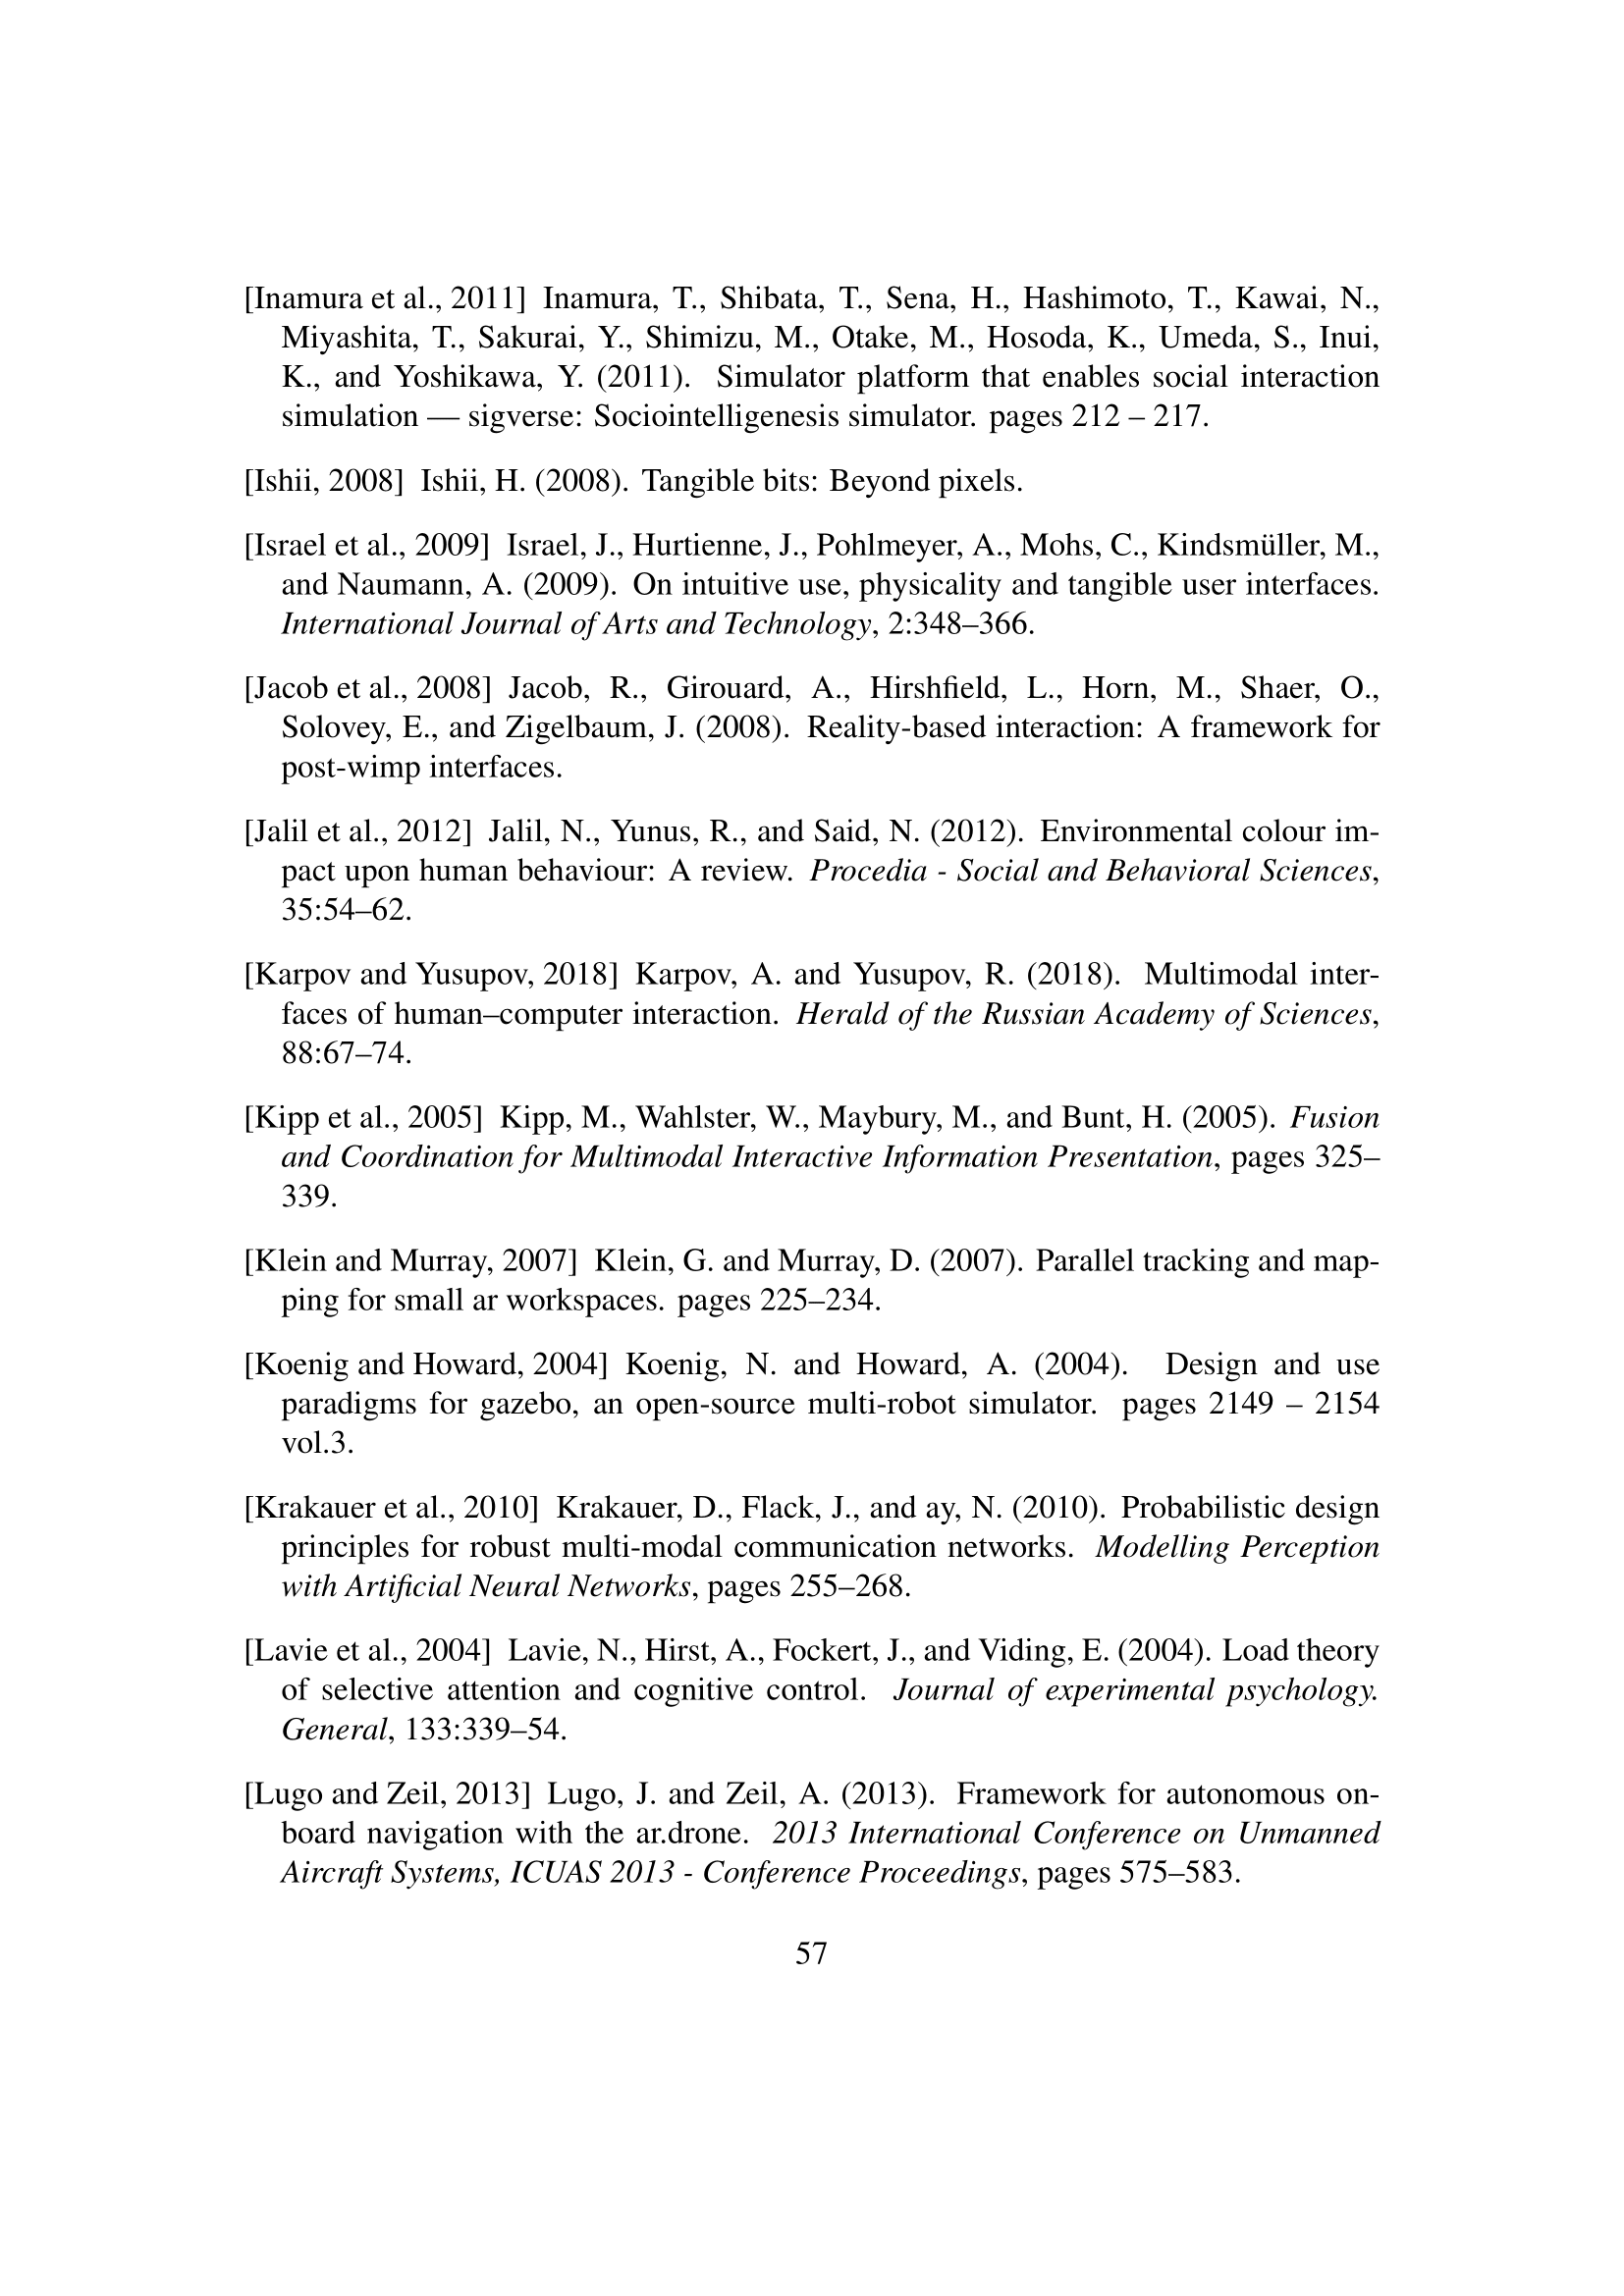 [Inamura et al., 2011] Inamura, T., Shibata, T., Sena, H., Hashimoto, T., Kawai, N.,
Miyashita, T., Sakurai, Y., Shimizu, M., Otake, M., Hosoda, K., Umeda, S., Inui,
K., and Yoshikawa, Y. (2011). Simulator platform that enables social interaction
simulation — sigverse: Sociointelligenesis simulator. pages 212 – 217.
[Ishii, 2008] Ishii, H. (2008). Tangible bits: Beyond pixels.
[Israel et al., 2009] Israel, J., Hurtienne, J., Pohlmeyer, A., Mohs, C., Kindsmüller, M.,
and Naumann, A. (2009). On intuitive use, physicality and tangible user interfaces.
International Journal of Arts and Technology, 2:348–366.
[Jacob et al., 2008] Jacob, R., Girouard, A., Hirshfield, L., Horn, M., Shaer, O.,
Solovey, E., and Zigelbaum, J. (2008). Reality-based interaction: A framework for
post-wimp interfaces.
[Jalil et al., 2012] Jalil, N., Yunus, R., and Said, N. (2012). Environmental colour im-
pact upon human behaviour: A review. Procedia - Social and Behavioral Sciences,
35:54–62.
[Karpov and Yusupov, 2018] Karpov, A. and Yusupov, R. (2018). Multimodal inter-
faces of human–computer interaction. Herald of the Russian Academy of Sciences,
88:67–74.
[Kipp et al., 2005] Kipp, M., Wahlster, W., Maybury, M., and Bunt, H. (2005). Fusion
and Coordination for Multimodal Interactive Information Presentation, pages 325–
339.
[Klein and Murray, 2007] Klein, G. and Murray, D. (2007). Parallel tracking and map-
ping for small ar workspaces. pages 225–234.
[Koenig and Howard, 2004] Koenig, N. and Howard, A. (2004). Design and use
paradigms for gazebo, an open-source multi-robot simulator. pages 2149 – 2154
vol.3.
[Krakauer et al., 2010] Krakauer, D., Flack, J., and ay, N. (2010). Probabilistic design
principles for robust multi-modal communication networks. Modelling Perception
with Artificial Neural Networks, pages 255–268.
[Lavie et al., 2004] Lavie, N., Hirst, A., Fockert, J., and Viding, E. (2004). Load theory
of selective attention and cognitive control. Journal of experimental psychology.
General, 133:339–54.
[Lugo and Zeil, 2013] Lugo, J. and Zeil, A. (2013). Framework for autonomous on-
board navigation with the ar.drone. 2013 International Conference on Unmanned
Aircraft Systems, ICUAS 2013 - Conference Proceedings, pages 575–583.
57